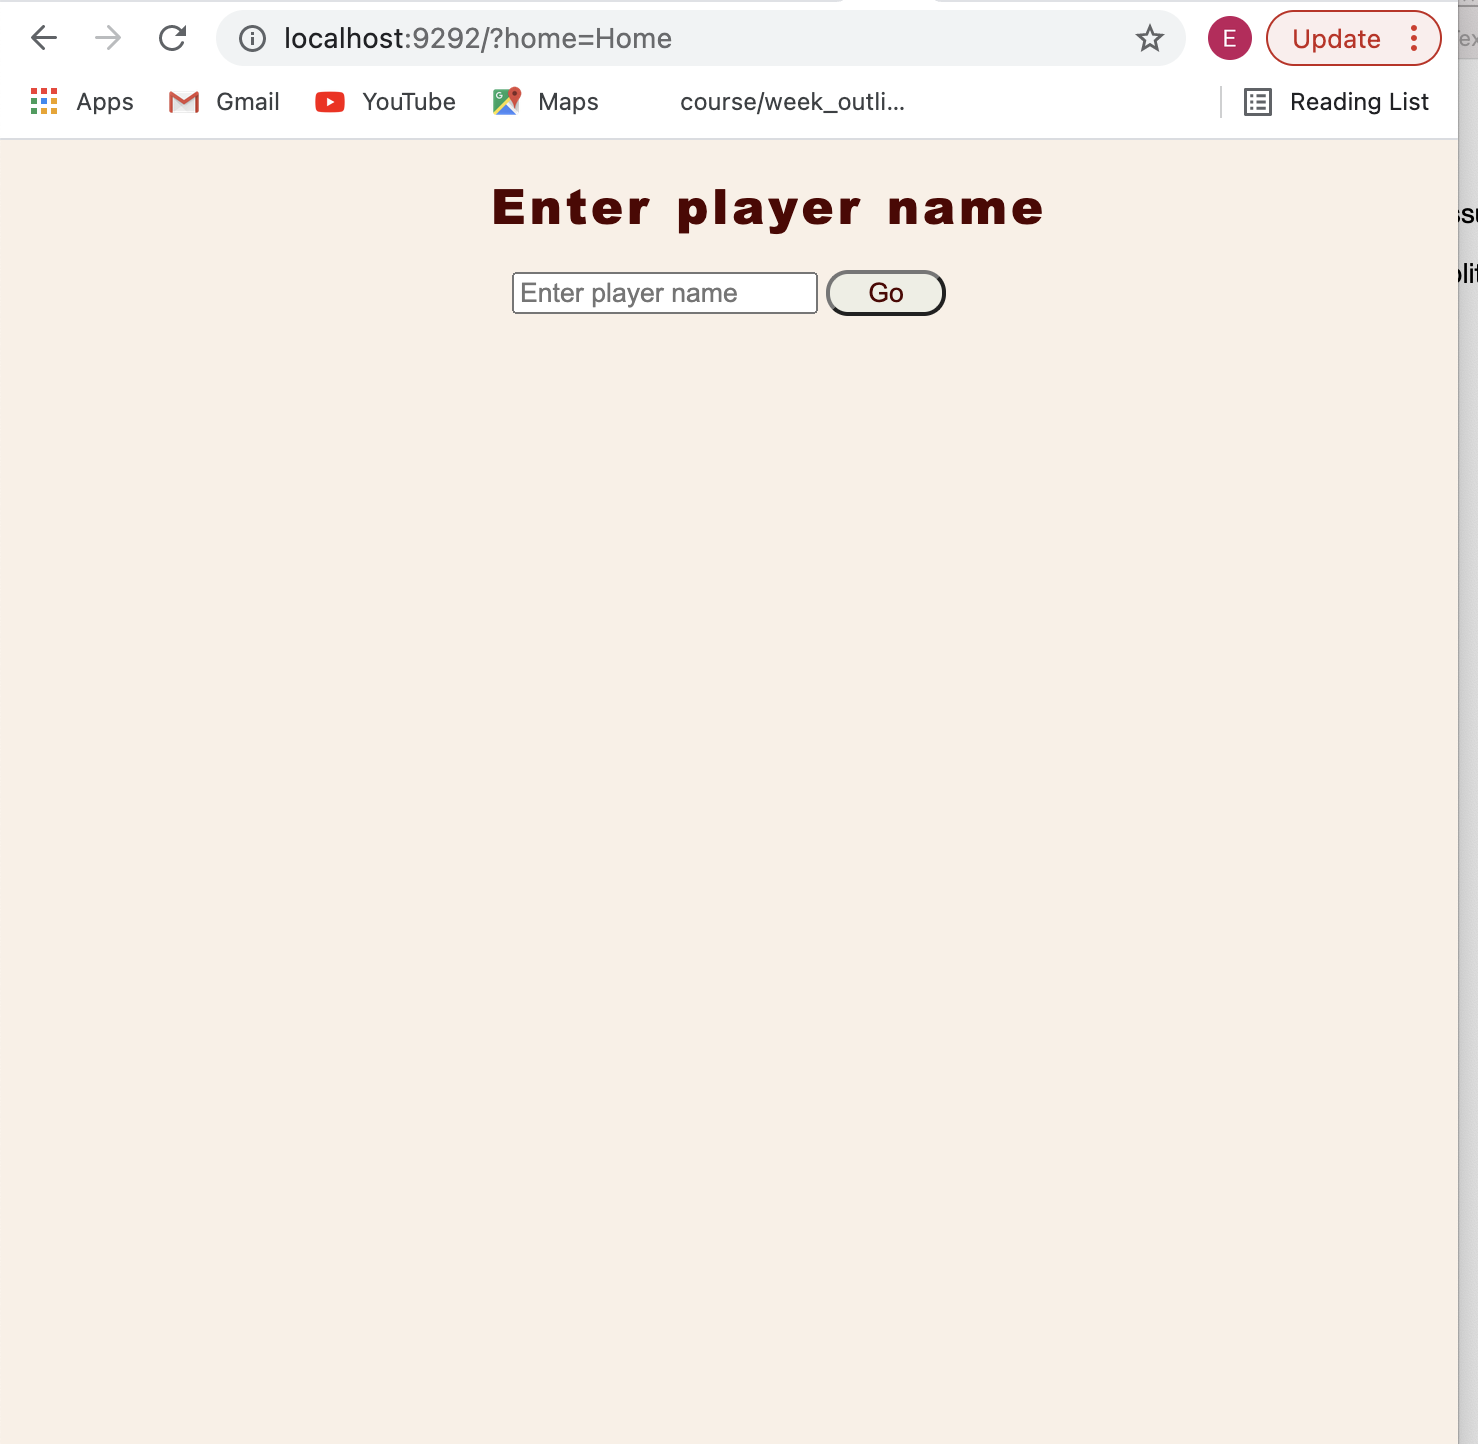 localhost:9292/?home=Home
E
Update
Apps
Gmail
YouTube
Maps
course/week_outli...
Reading List
Enter player name
Enter player name
Go